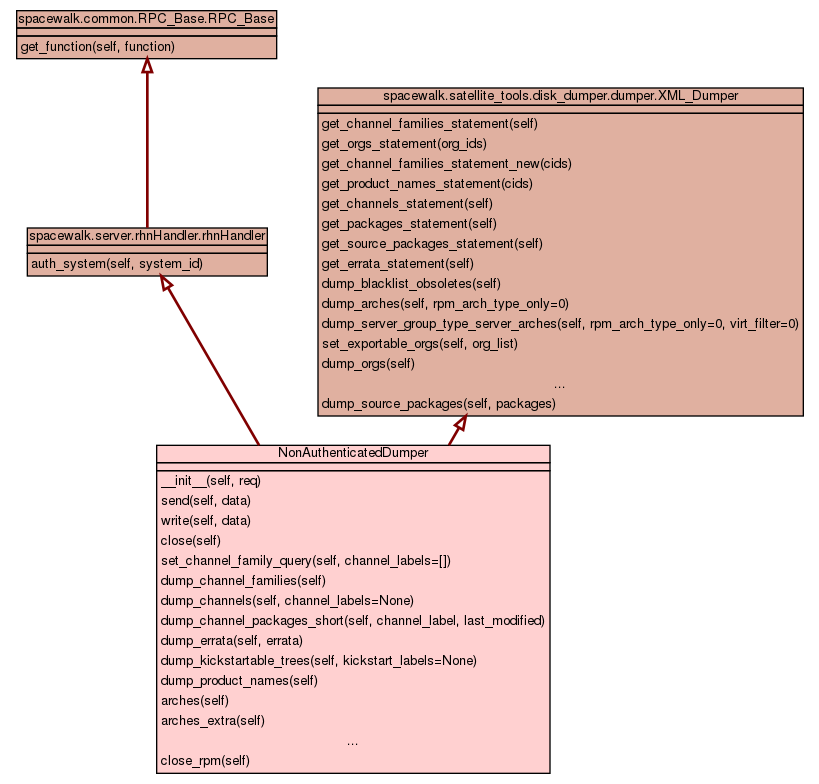 spacewalk.common.RPC_Base.RPC_Base
get_function(self, function)
spacewalk.satellite_tools.disk_dumper.dumper.XML_Dumper
get_channel_families_statement(self)
get_orgs_statement(org_ids)
get_channel_families_statement_new(cids)
get_product_names_statement(cids)
get_channels_statement(self)
get_packages_statement(self)
get_source_packages_statement(self)
get_errata_statement(self)
dump_blacklist_obsoletes(self)
dump_arches(self, rpm_arch_type_only=0)
dump_server_group_type_server_arches(self, rpm_arch_type_only=0, virt_filter=0)
set_exportable_orgs(self, org_list)
dump_orgs(self)
...
dump_source_packages(self, packages)
spacewalk.server.rhnHandler.rhnHandler
auth_system(self, system_id)
NonAuthenticatedDumper
__init__(self, req)
send(self, data)
write(self, data)
close(self)
set_channel_family_query(self, channel_labels=[])
dump_channel_families(self)
dump_channels(self, channel_labels=None)
dump_channel_packages_short(self, channel_label, last_modified)
dump_errata(self, errata)
dump_kickstartable_trees(self, kickstart_labels=None)
dump_product_names(self)
arches(self)
arches_extra(self)
...
close_rpm(self)